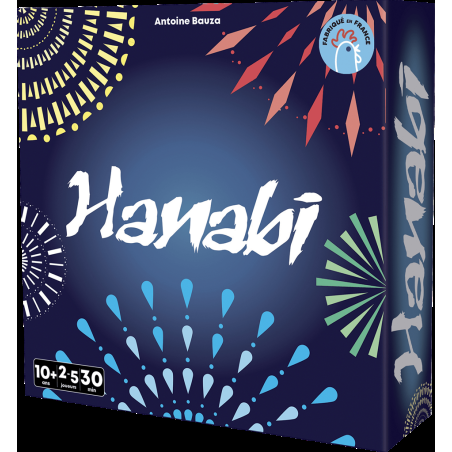 Antoine Bauza
FABRIQUÉ EN FRANCE
Hanabi
Hanabi
10+ 2-5 30
ans joueurs min